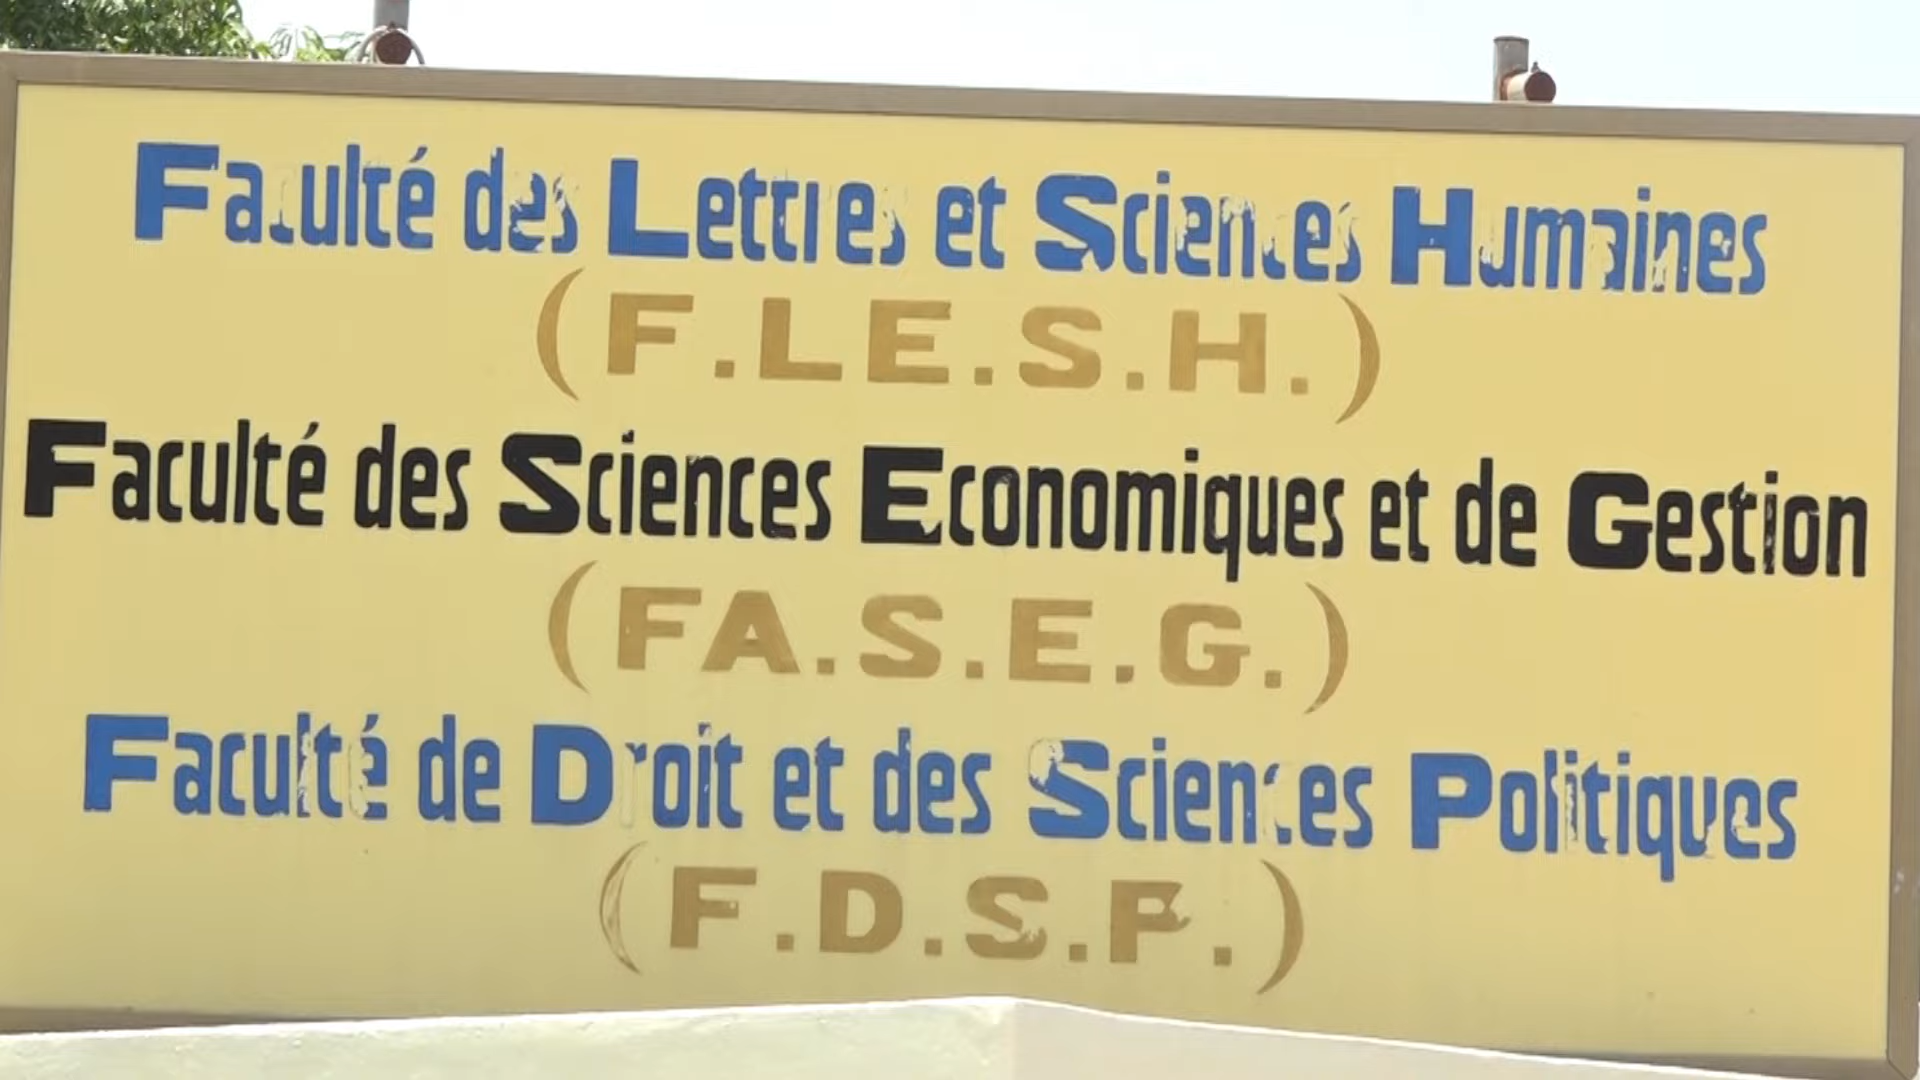 Faculté des Lettres et Sciences Humaines
(F.L.E.S.H.)
Faculté des Sciences Economiques et de Gestion
(FA.S.E.G.)
Faculté de Droit et des Sciences Politiques
(F.D.S.P.)